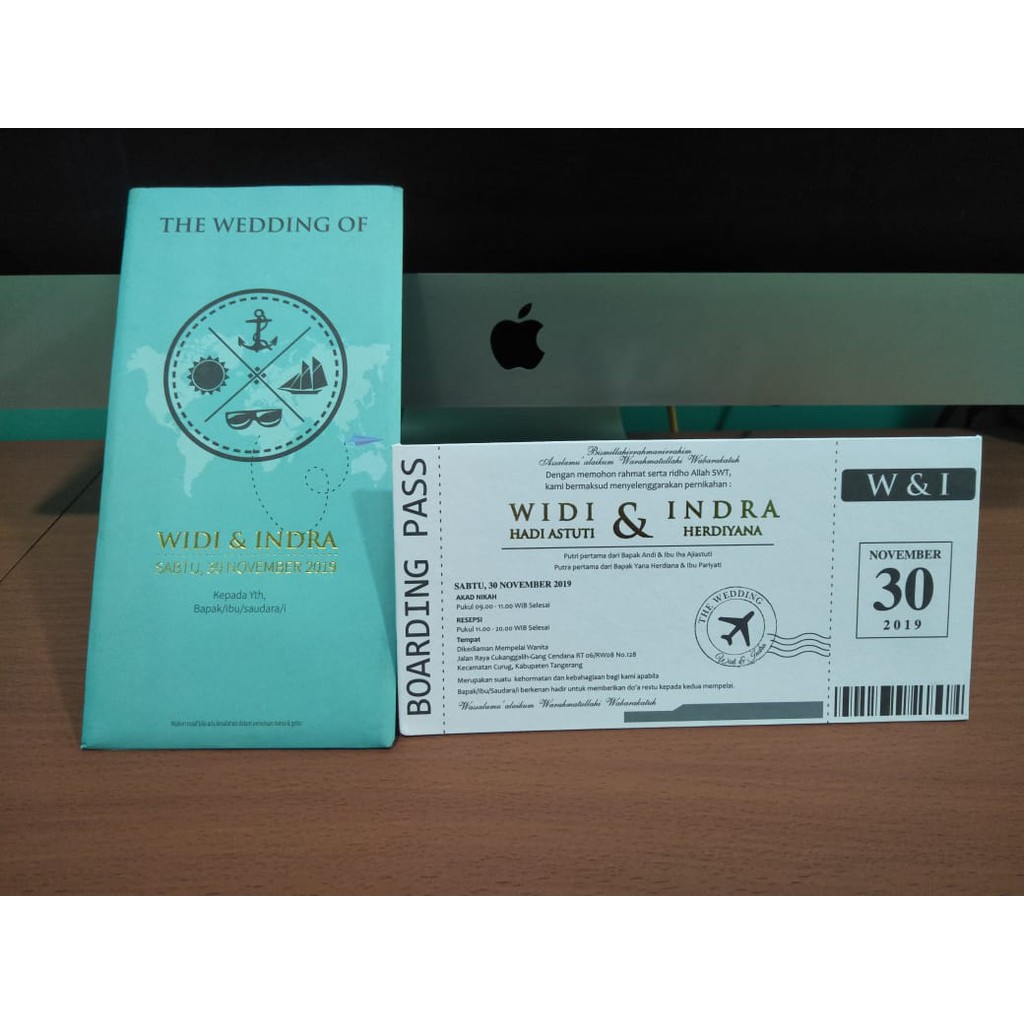 THE WEDDING OF
WIDI & INDRA
SABTU, 30 NOVEMBER 2019
Kepada Yth,
Bapak/ibu/saudara/i
BOARDING PASS
Bismillahirrahmanirrahim
Assalamu'alaikum Warahmatullahi Wabarakatuh
Dengan memohon rahmat serta ridho Allah SWT,
kami bermaksud menyelenggarakan pernikahan :
WIDI & INDRA
HADI ASTUTI HERDIYANA
Putri pertama dari Bapak Andi & Ibu Iha Ajiastuti
Putra pertama dari Bapak Yana Herdiana & Ibu Pariyati
SABTU, 30 NOVEMBER 2019
AKAD NIKAH
Pukul 09.00 - 11.00 WIB Selesai
RESEPSI
Pukul 11.00 - 20.00 WIB Selesai
Tempat
Dikediaman Mempelai Wanita
Jalan Raya Cukanggalih-Gang Cendana RT 06/RW08 No.128
Kecamatan Curug, Kabupaten Tangerang
Merupakan suatu kehormatan dan kebahagiaan bagi kami apabila
Bapak/Ibu/Saudara/i berkenan hadir untuk memberikan do'a restu kepada kedua mempelai.
Wassalamu'alaikum Warahmatullahi Wabarakatuh
THE WEDDING
Widi & Indra
W & I
NOVEMBER
30
2019